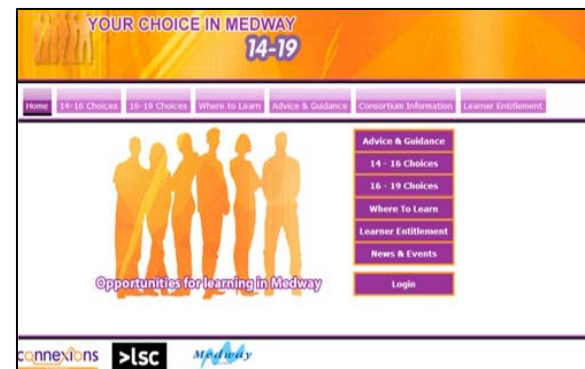 YOUR CHOICE IN MEDWAY
14-19
Home 14-16 Choices 16-19 Choices Where to Learn Advice & Guidance Consortium Information Learner Entitlement
Advice & Guidance
14 - 16 Choices
16 - 19 Choices
Where To Learn
Learner Entitlement
News & Events
Login
Opportunities for learning in Medway
connexions >lsc Medway